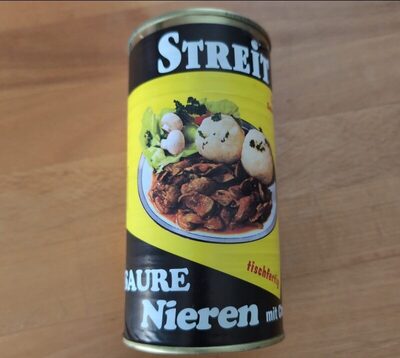 STREiT
tischfertig
SAURE
Nieren mit